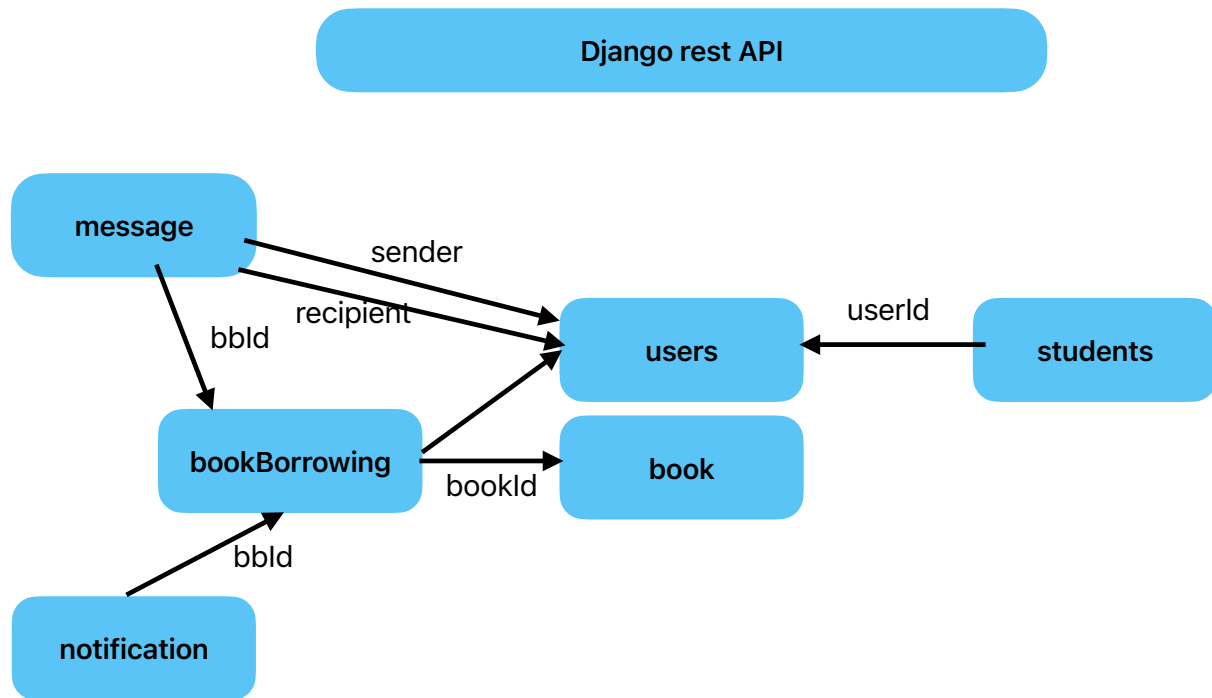 Django rest API
message
sender
recipient
bbId
users
userId
students
bookBorrowing
bookId
book
bbId
notification